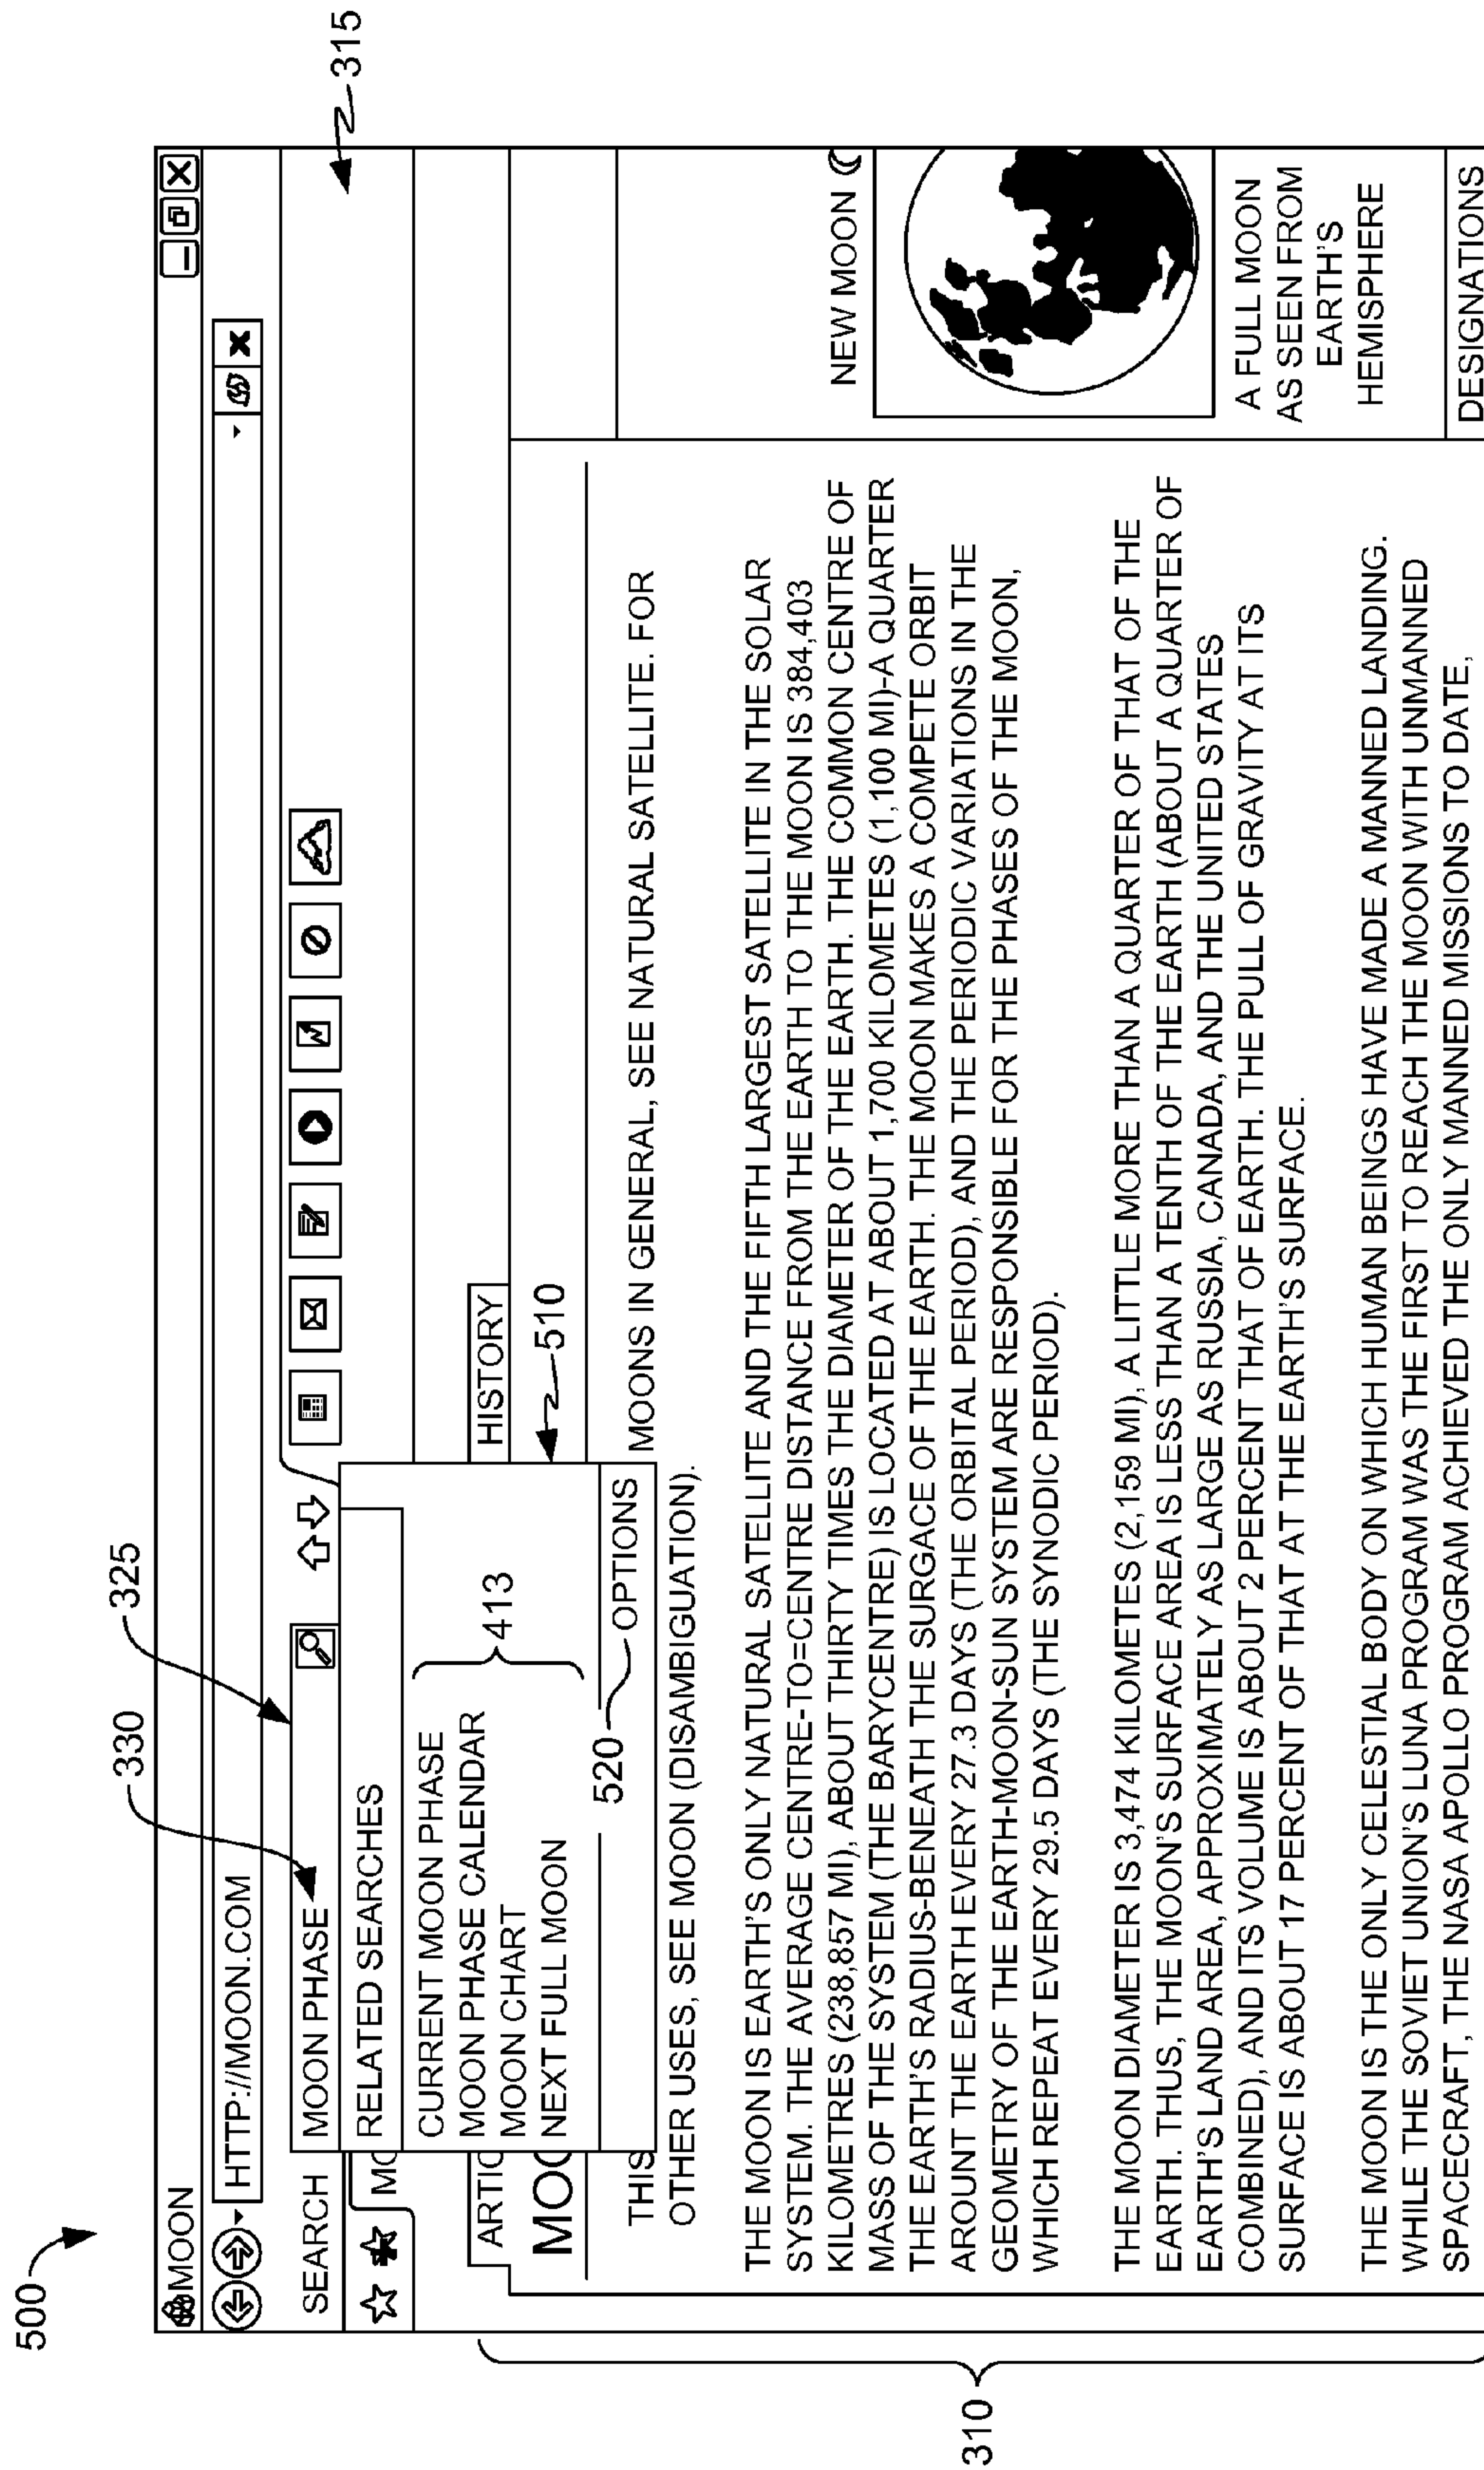 500
330
325
315
MOON
HTTP://MOON.COM
SEARCH MOON PHASE
MO
RELATED SEARCHES
CURRENT MOON PHASE
MOON PHASE CALENDAR
MOON CHART
NEXT FULL MOON
413
520
OPTIONS
510
ARTIC
HISTORY
MOO
THIS MOONS IN GENERAL, SEE NATURAL SATELLITE. FOR
OTHER USES, SEE MOON (DISAMBIGUATION).
THE MOON IS EARTH'S ONLY NATURAL SATELLITE AND THE FIFTH LARGEST SATELLITE IN THE SOLAR
SYSTEM. THE AVERAGE CENTRE-TO=CENTRE DISTANCE FROM THE EARTH TO THE MOON IS 384,403
KILOMETRES (238,857 MI), ABOUT THIRTY TIMES THE DIAMETER OF THE EARTH. THE COMMON CENTRE OF
MASS OF THE SYSTEM (THE BARYCENTRE) IS LOCATED AT ABOUT 1,700 KILOMETES (1,100 MI)-A QUARTER
THE EARTH'S RADIUS-BENEATH THE SURGACE OF THE EARTH. THE MOON MAKES A COMPETE ORBIT
AROUNT THE EARTH EVERY 27.3 DAYS (THE ORBITAL PERIOD), AND THE PERIODIC VARIATIONS IN THE
GEOMETRY OF THE EARTH-MOON-SUN SYSTEM ARE RESPONSIBLE FOR THE PHASES OF THE MOON,
WHICH REPEAT EVERY 29.5 DAYS (THE SYNODIC PERIOD).
THE MOON DIAMETER IS 3,474 KILOMETES (2,159 MI), A LITTLE MORE THAN A QUARTER OF THAT OF THE
EARTH. THUS, THE MOON'S SURFACE AREA IS LESS THAN A TENTH OF THE EARTH (ABOUT A QUARTER OF
EARTH'S LAND AREA, APPROXIMATELY AS LARGE AS RUSSIA, CANADA, AND THE UNITED STATES
COMBINED), AND ITS VOLUME IS ABOUT 2 PERCENT THAT OF EARTH. THE PULL OF GRAVITY AT ITS
SURFACE IS ABOUT 17 PERCENT OF THAT AT THE EARTH'S SURFACE.
THE MOON IS THE ONLY CELESTIAL BODY ON WHICH HUMAN BEINGS HAVE MADE A MANNED LANDING.
WHILE THE SOVIET UNION'S LUNA PROGRAM WAS THE FIRST TO REACH THE MOON WITH UNMANNED
SPACECRAFT, THE NASA APOLLO PROGRAM ACHIEVED THE ONLY MANNED MISSIONS TO DATE,
NEW MOON
A FULL MOON
AS SEEN FROM
EARTH'S
HEMISPHERE
DESIGNATIONS
310